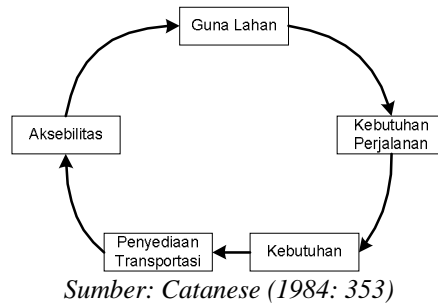 Guna Lahan
Aksebilitas
Kebutuhan
Perjalanan
Penyediaan
Transportasi
Kebutuhan
Sumber: Catanese (1984: 353)